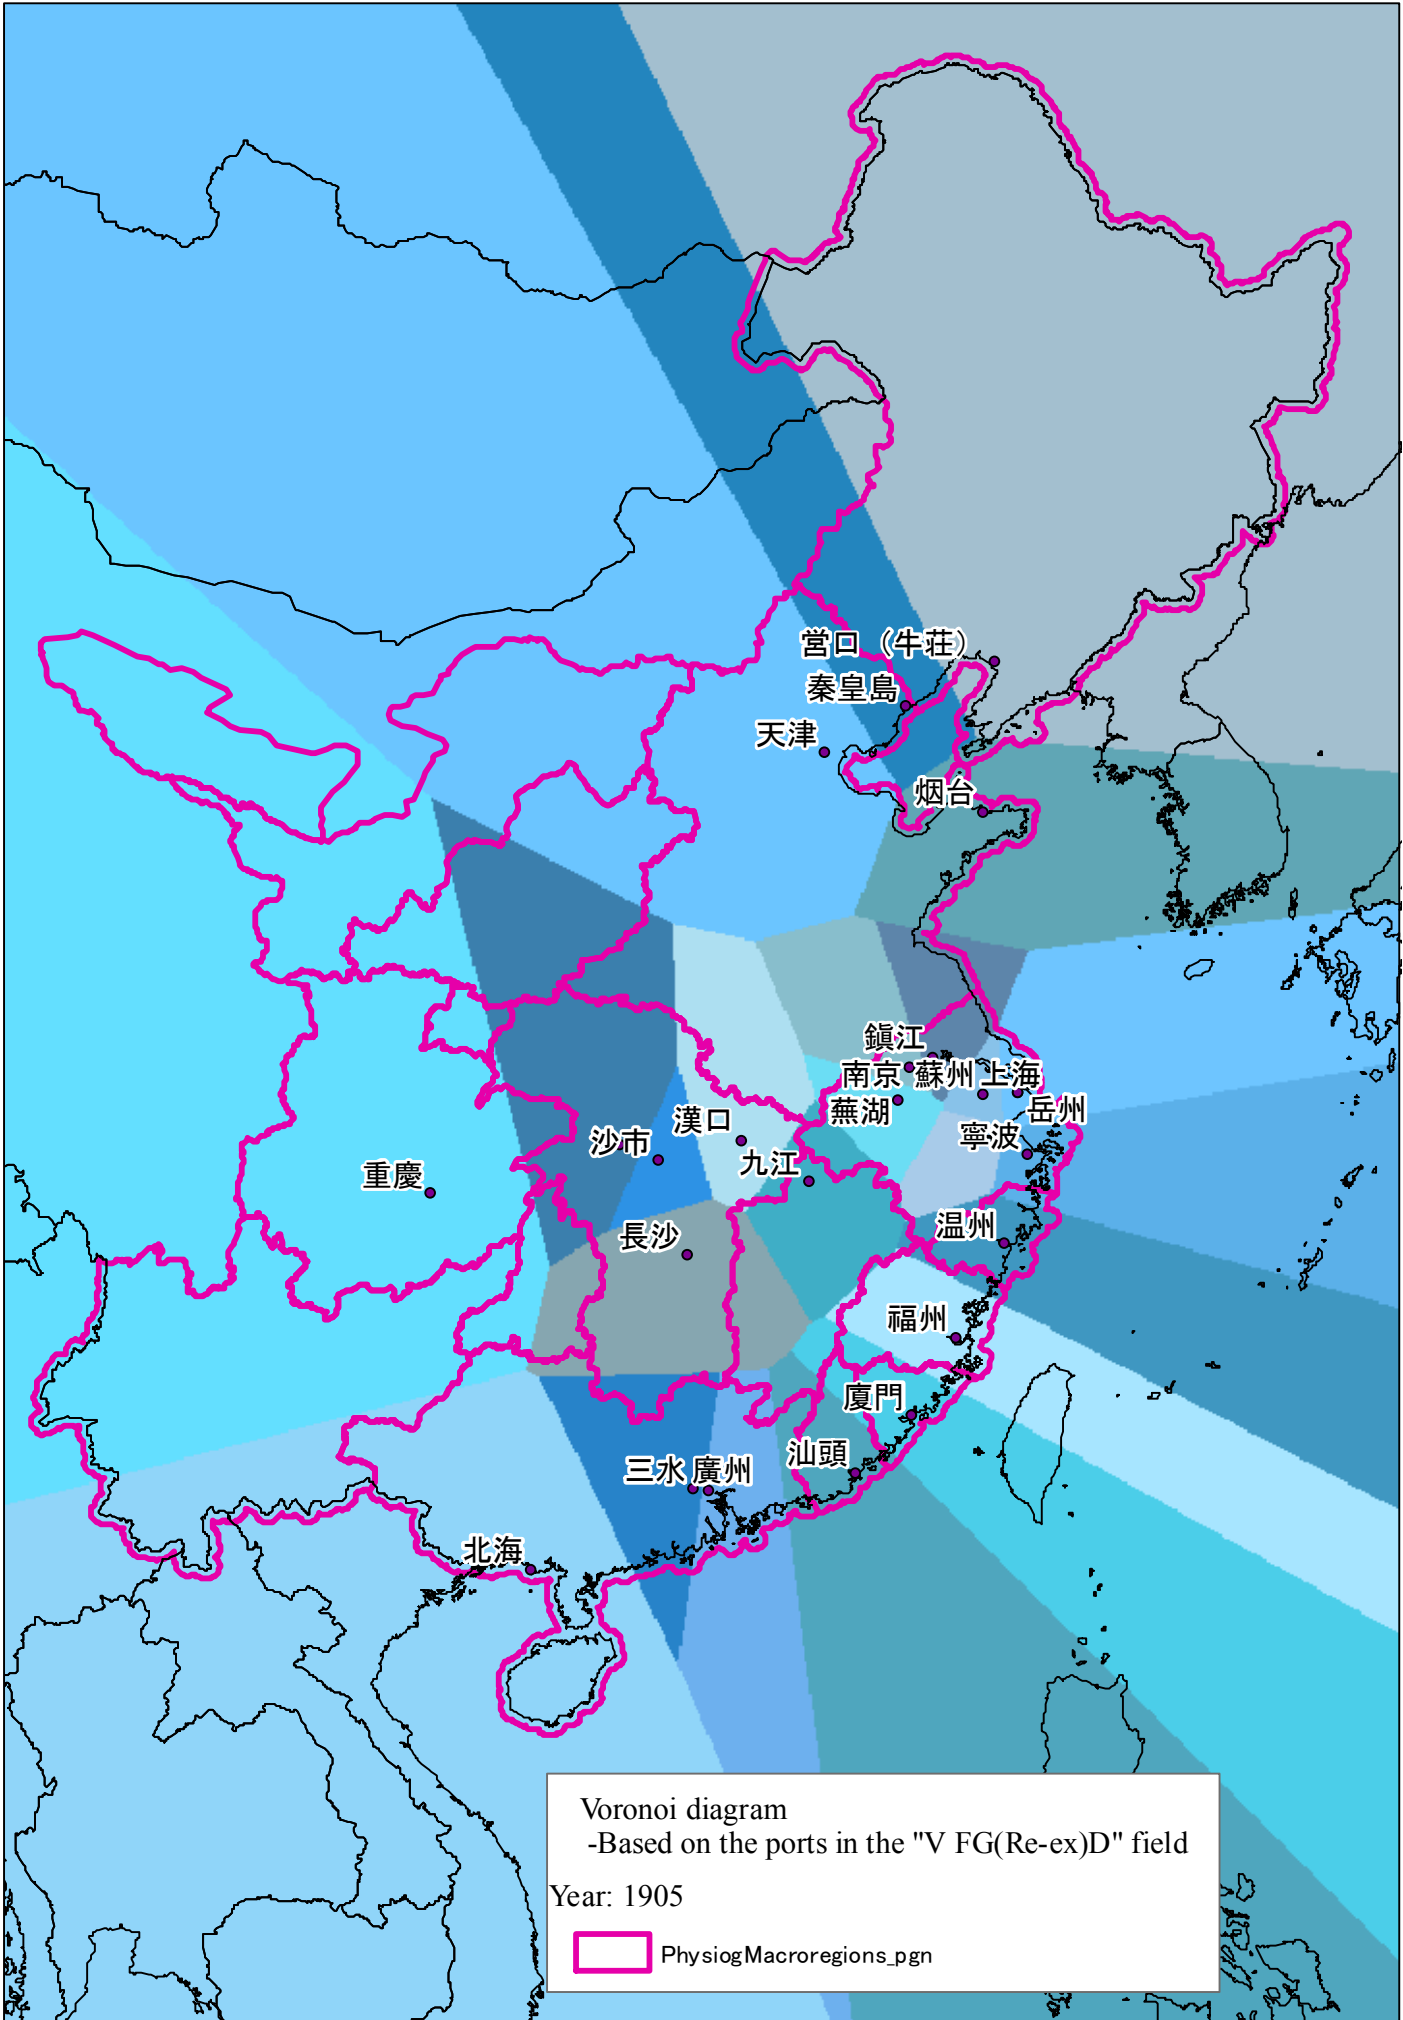 営口（牛荘）
秦皇島
天津
烟台
鎮江
南京 蘇州 上海
蕪湖
岳州
漢口
寧波
沙市
九江
重慶
温州
長沙
福州
廈門
汕頭
三水 廣州
北海
Voronoi diagram
-Based on the ports in the "V FG(Re-ex)D" field
Year: 1905
PhysiogMacroregions_pgn